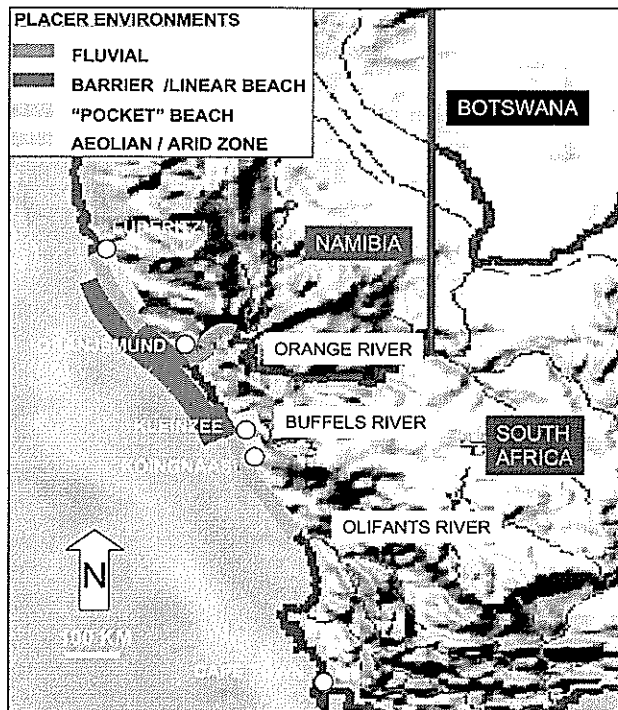 PLACER ENVIRONMENTS
FLUVIAL
BARRIER / LINEAR BEACH
"POCKET" BEACH
AEOLIAN / ARID ZONE
BOTSWANA
LUDERITZ
NAMIBIA
ORANGE RIVER
BUFFELS RIVER
SOUTH
AFRICA
OLIFANTS RIVER
N
100 KM